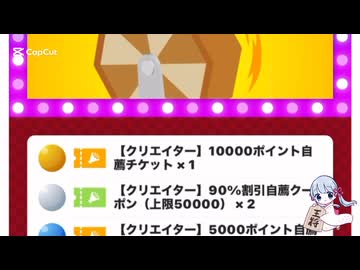 CapCut
【クリエイター】10000ポイント自
薦チケット × 1
【クリエイター】90%割引自薦クー
ポン（上限50000）× 2
【クリエイター】5000ポイント自
王将